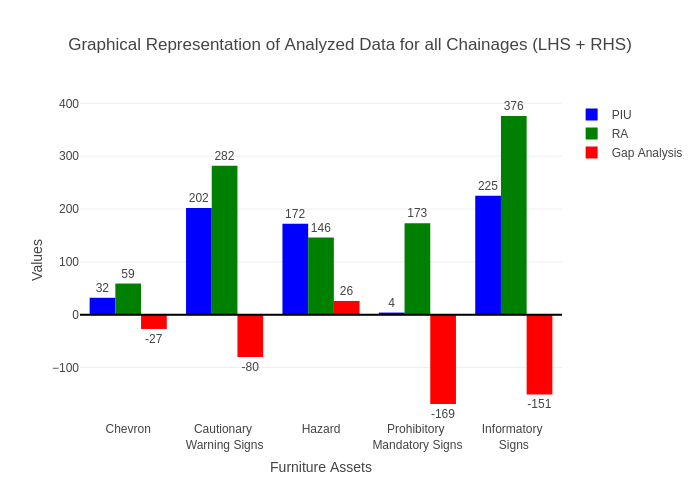 Graphical Representation of Analyzed Data for all Chainages (LHS + RHS)
400
300
200
100
0
−100
Values
32
59
-27
202
282
-80
172
146
26
4
173
-169
225
376
-151
Chevron
Cautionary
Warning Signs
Hazard
Prohibitory
Mandatory Signs
Informatory
Signs
Furniture Assets
PIU
RA
Gap Analysis